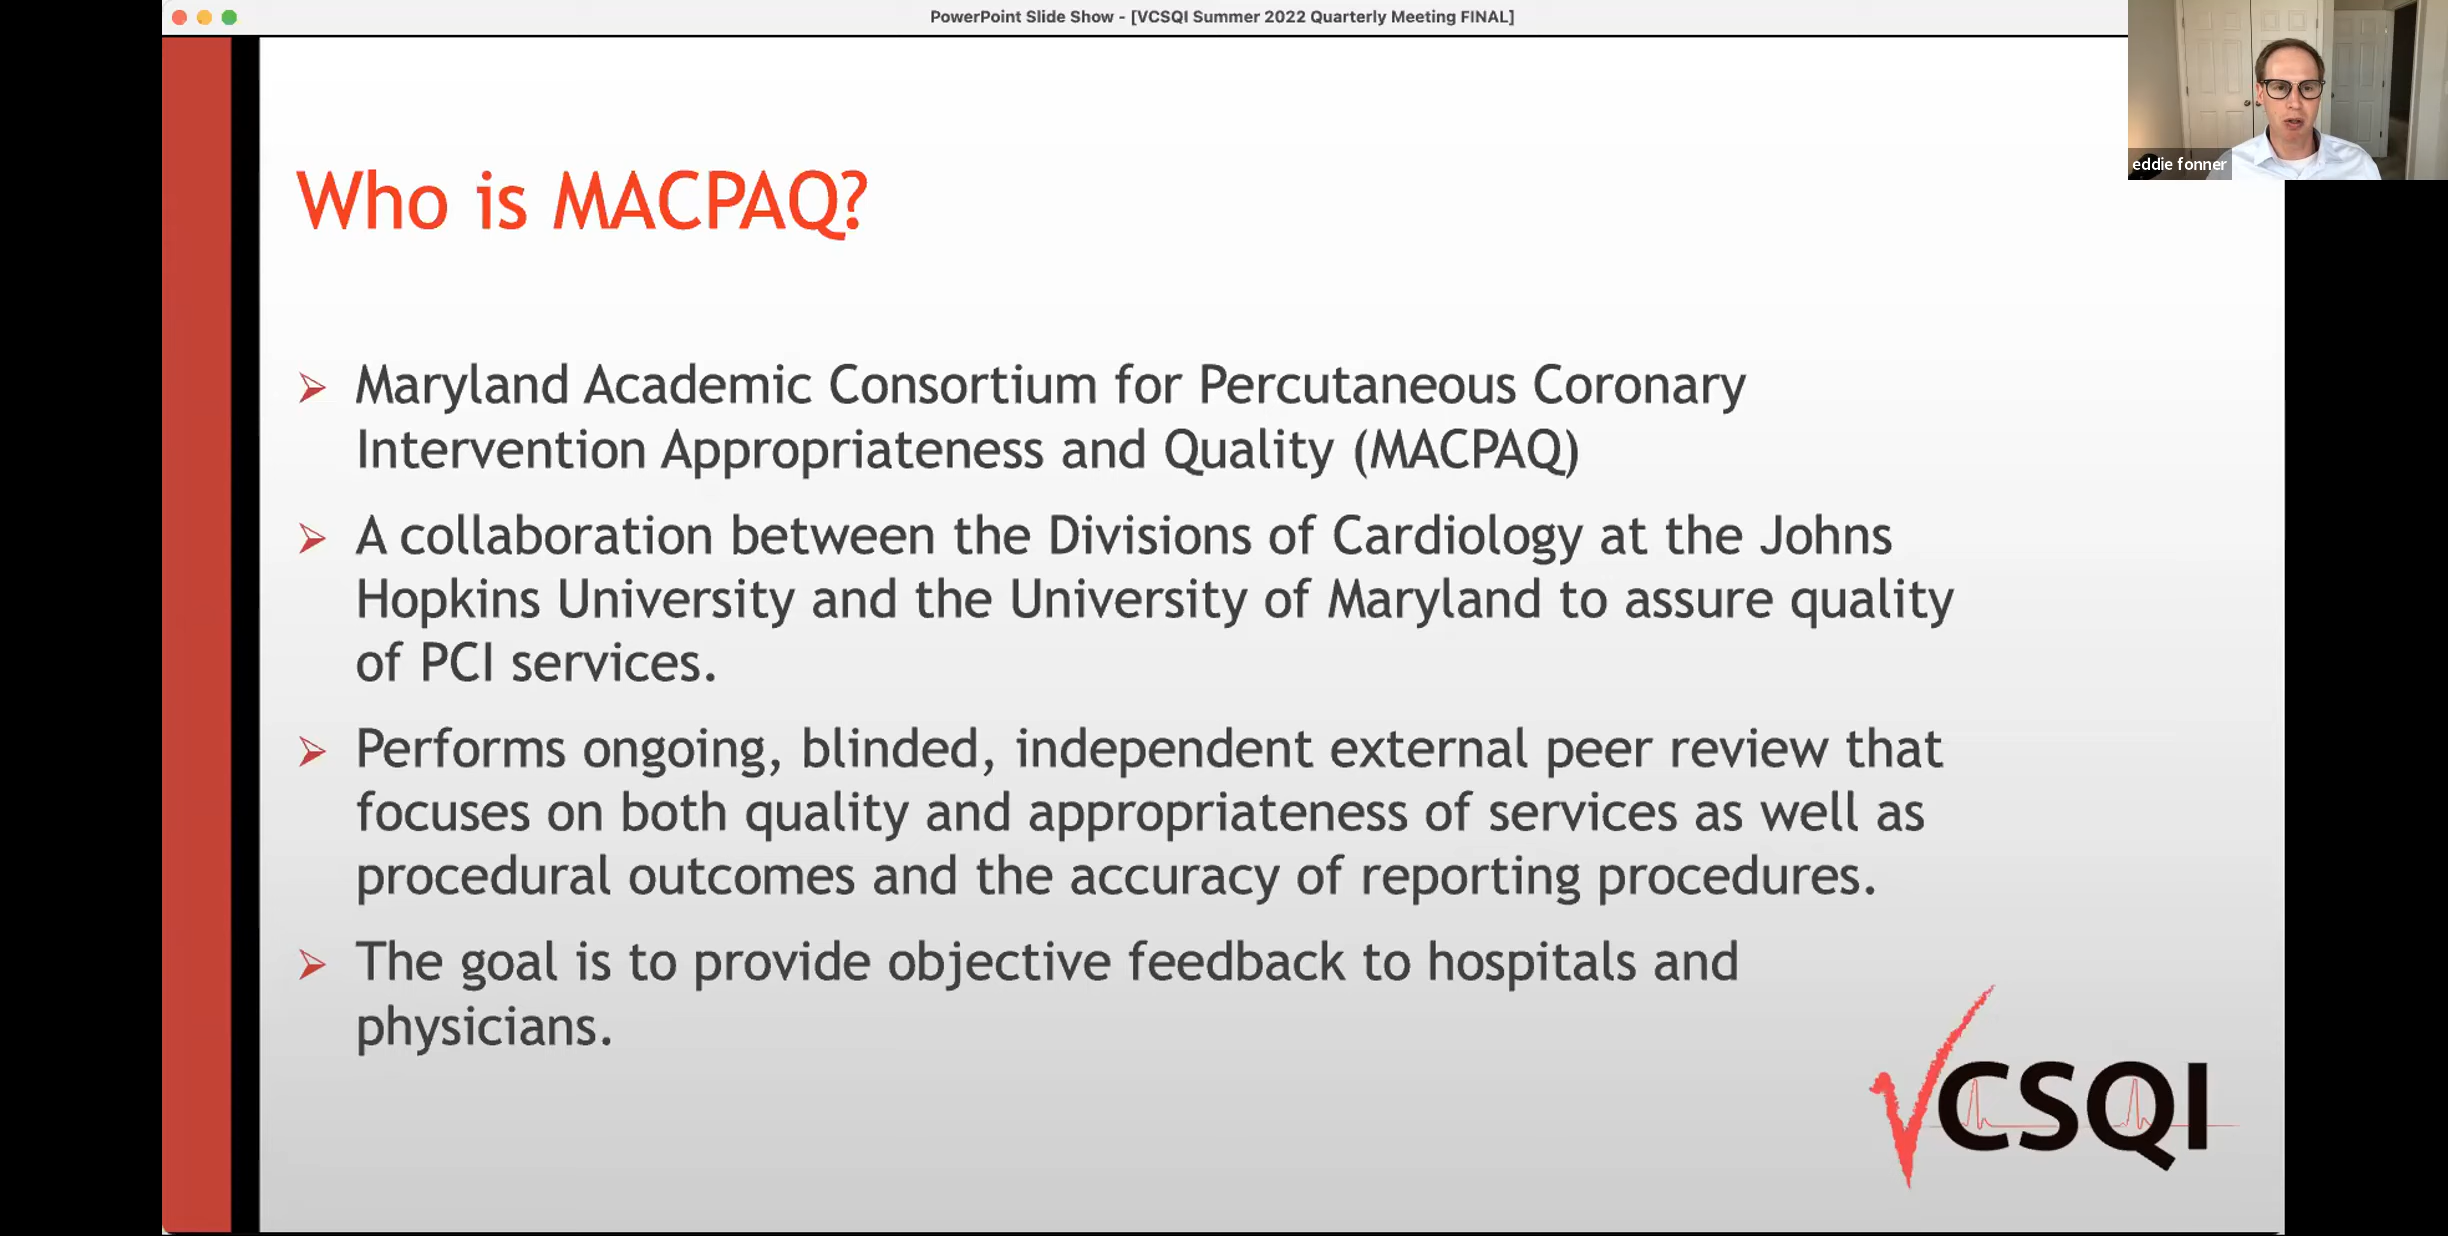 PowerPoint Slide Show - [VCSQI Summer 2022 Quarterly Meeting FINAL]
eddie fonner
Who is MACPAQ?
Maryland Academic Consortium for Percutaneous Coronary
Intervention Appropriateness and Quality (MACPAQ)
A collaboration between the Divisions of Cardiology at the Johns
Hopkins University and the University of Maryland to assure quality
of PCI services.
Performs ongoing, blinded, independent external peer review that
focuses on both quality and appropriateness of services as well as
procedural outcomes and the accuracy of reporting procedures.
The goal is to provide objective feedback to hospitals and
physicians.
VCSQI